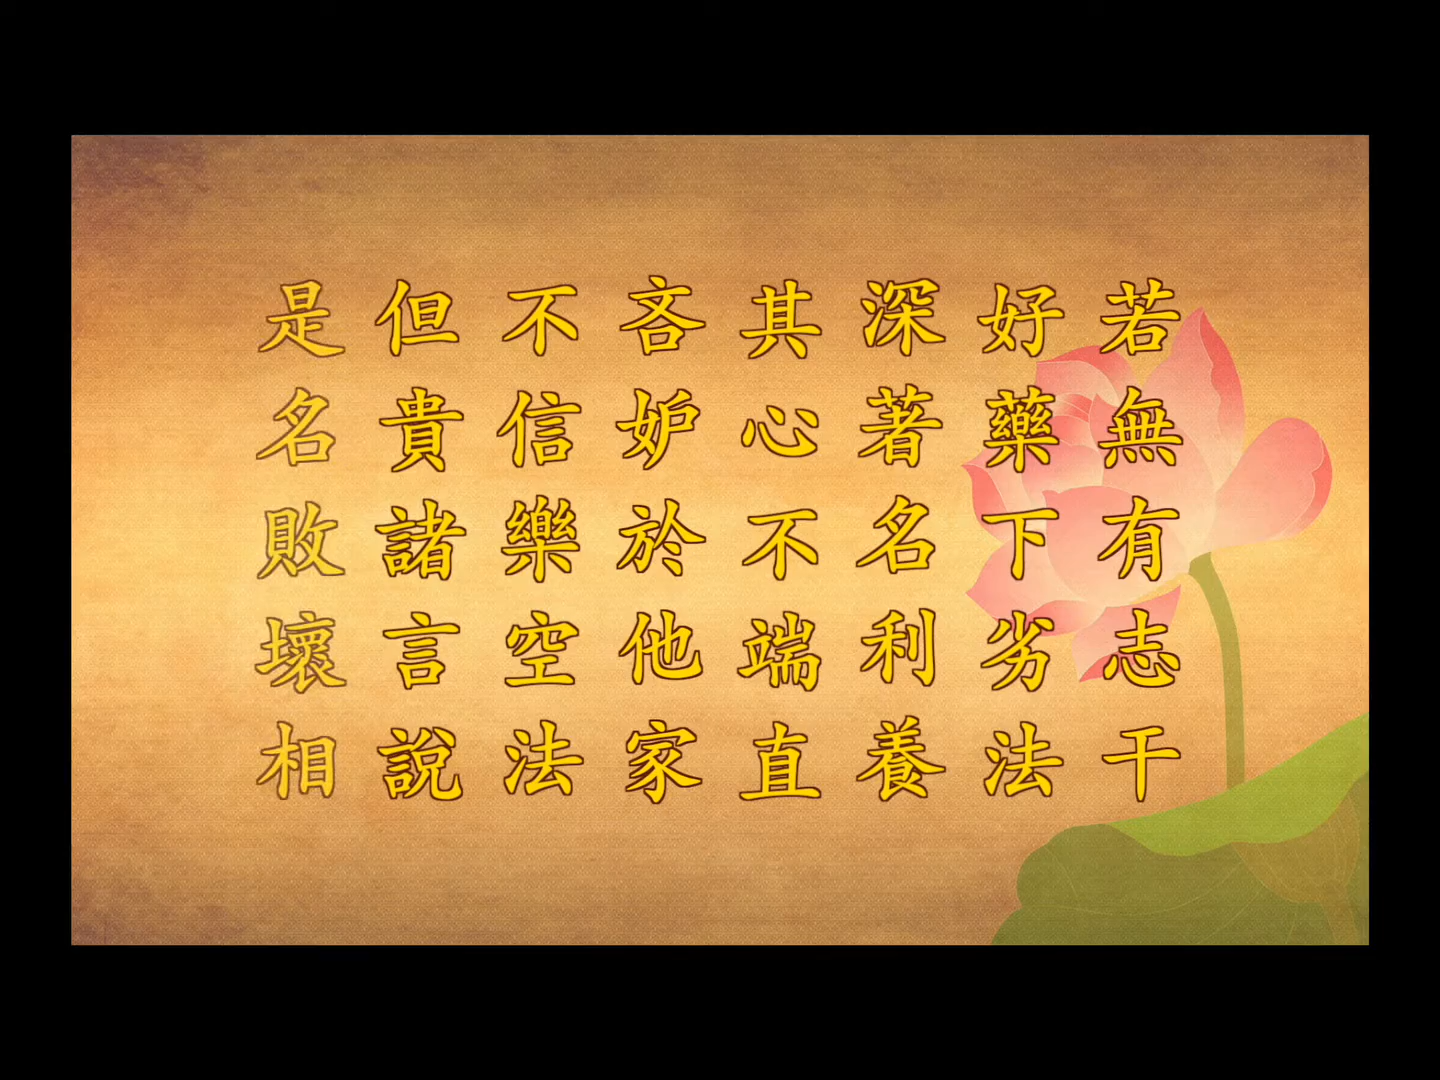 若無有志干
好藥下劣法
深著名利養
其心不端直
吝妒於他家
不信樂空法
但貴諸言說
是名敗壞相